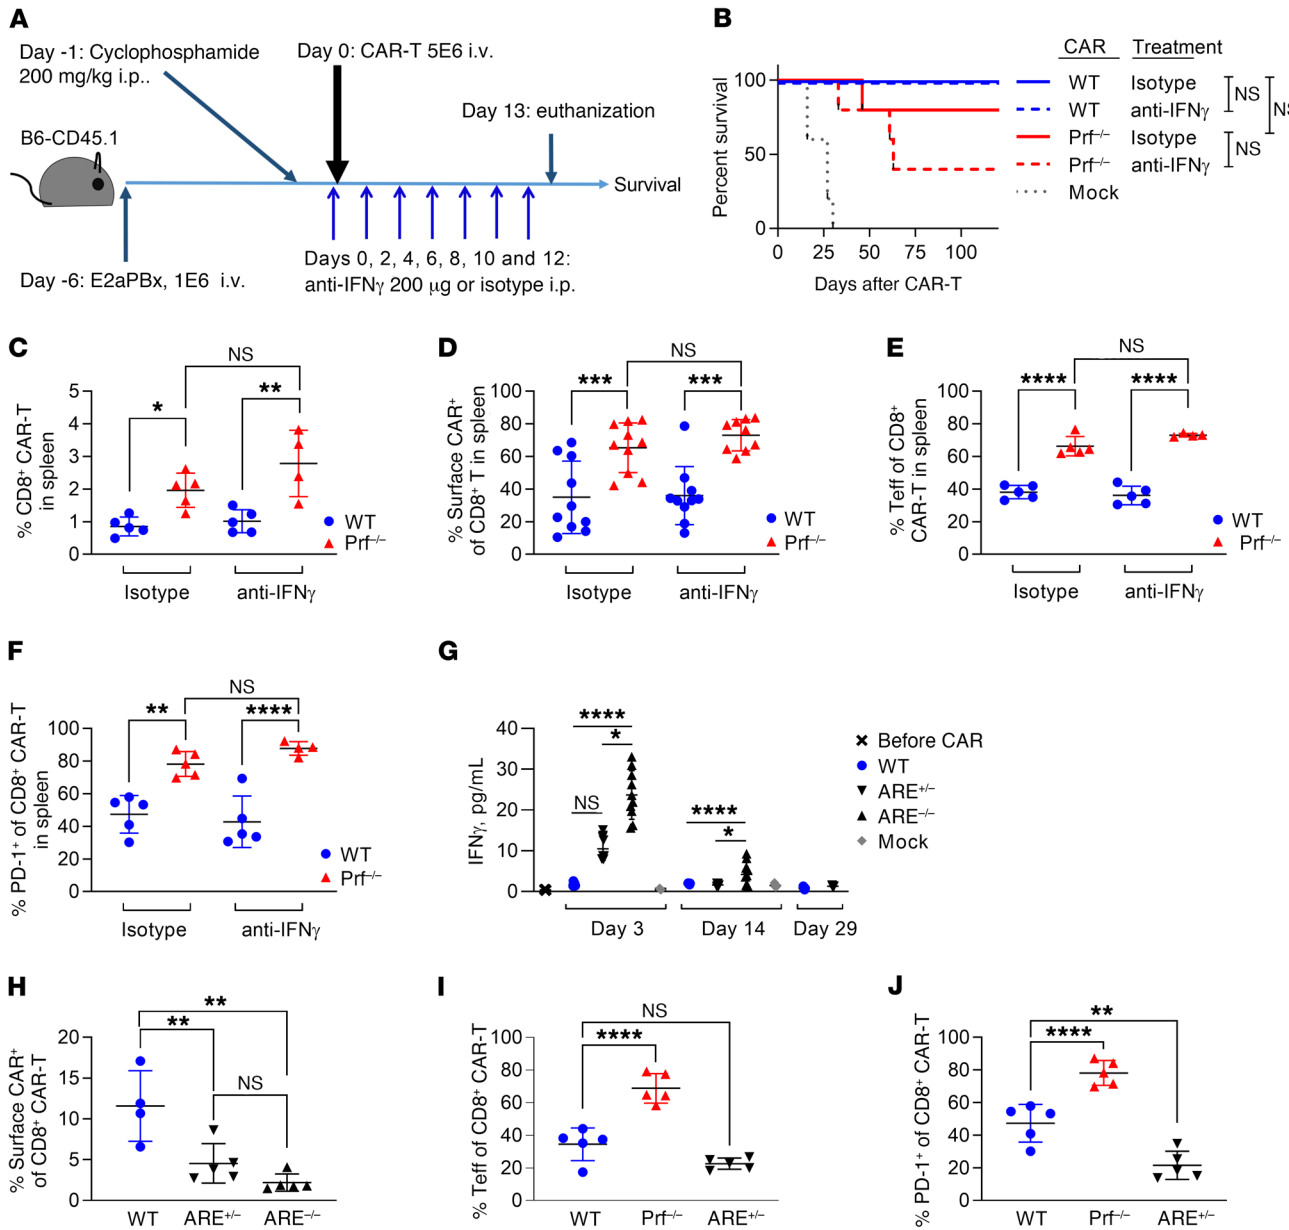 A
Day -1: Cyclophosphamide
200 mg/kg i.p..
Day 0: CAR-T 5E6 i.v.
Day 13: euthanization
B6-CD45.1
Survival
Day -6: E2aPBx, 1E6 i.v.
Days 0, 2, 4, 6, 8, 10 and 12:
anti-IFNγ 200 μg or isotype i.p.
B
Percent survival
100
50
0
0 25 50 75 100
Days after CAR-T
CAR Treatment
WT Isotype
WT anti-IFNγ
Prf–/– Isotype
Prf–/– anti-IFNγ
Mock
NS
NS
C
% CD8+ CAR-T
in spleen
5
4
3
2
1
0
NS
*
**
WT
Prf–/–
Isotype anti-IFNγ
D
% Surface CAR+
of CD8+ T in spleen
100
80
60
40
20
0
NS
***
***
WT
Prf–/–
Isotype anti-IFNγ
E
% Teff of CD8+
CAR-T in spleen
100
80
60
40
20
0
NS
****
****
WT
Prf–/–
Isotype anti-IFNγ
F
% PD-1+ of CD8+ CAR-T
in spleen
100
80
60
40
20
0
NS
**
****
WT
Prf–/–
Isotype anti-IFNγ
G
IFNγ, pg/mL
40
30
20
10
0
****
*
NS
****
*
Day 3 Day 14 Day 29
Before CAR
WT
ARE+/–
ARE–/–
Mock
H
% Surface CAR+
of CD8+ CAR-T
20
15
10
5
0
**
**
NS
WT ARE+/– ARE–/–
I
% Teff of CD8+ CAR-T
100
80
60
40
20
0
NS
****
WT Prf–/– ARE+/–
J
% PD-1+ of CD8+ CAR-T
100
80
60
40
20
0
**
****
WT Prf–/– ARE+/–